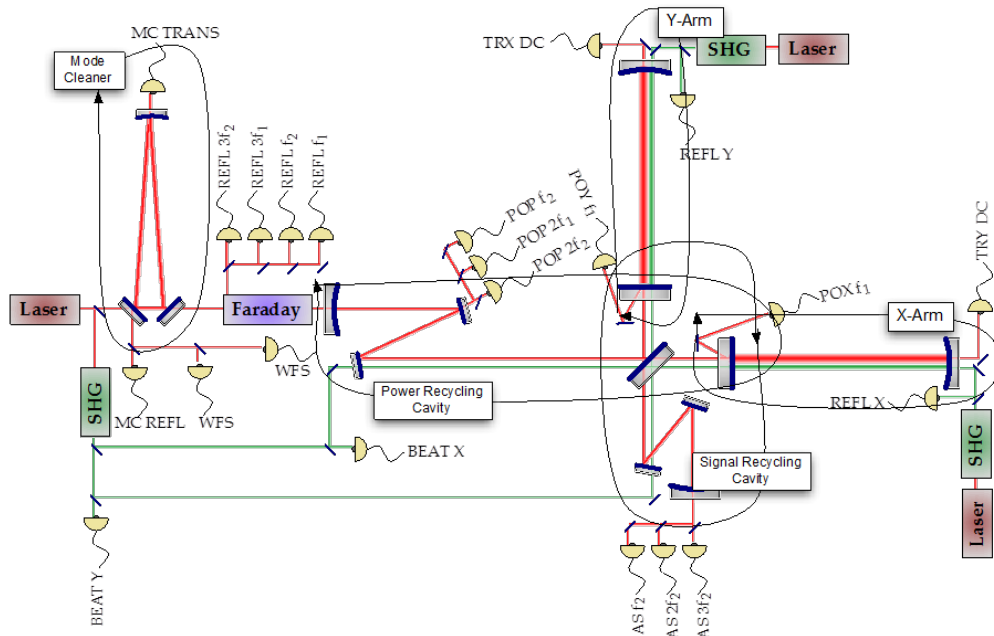 MC TRANS
Mode
Cleaner
Y-Arm
TRX DC
SHG
Laser
REFL Y
REFL 3f2
REFL 3f1
REFL f2
REFL f1
POP f2
POP 2f1
POP 2f2
POY f1
TRY DC
POX f1
Laser
Faraday
X-Arm
WFS
Power Recycling
Cavity
SHG
MC REFL
WFS
REFL X
BEAT X
Signal Recycling
Cavity
SHG
Laser
BEAT Y
AS f2
AS 2f2
AS 3f2